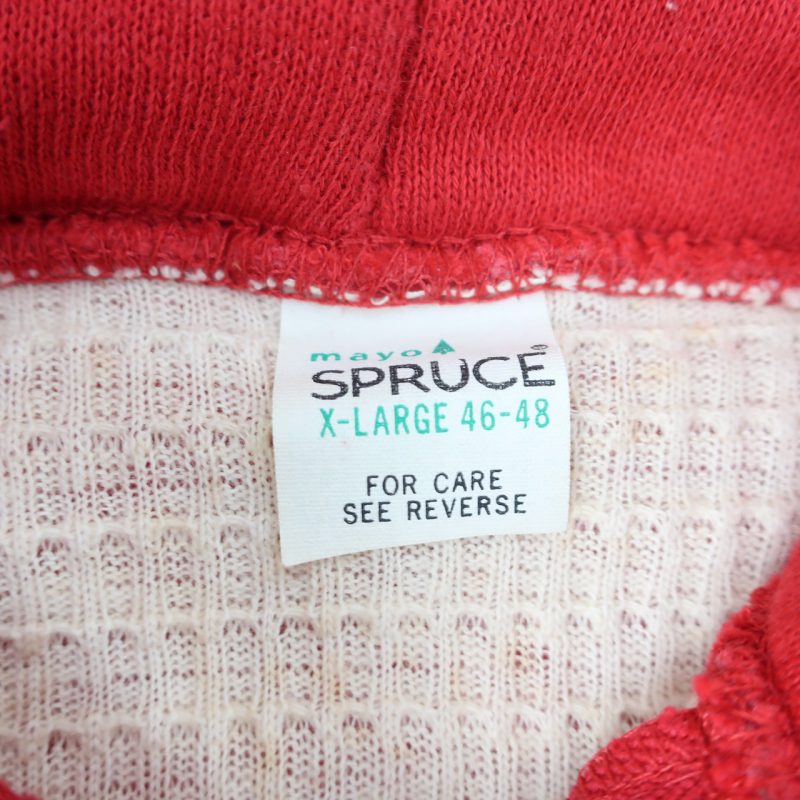 mayo
SPRUCE
X-LARGE 46-48
FOR CARE
SEE REVERSE